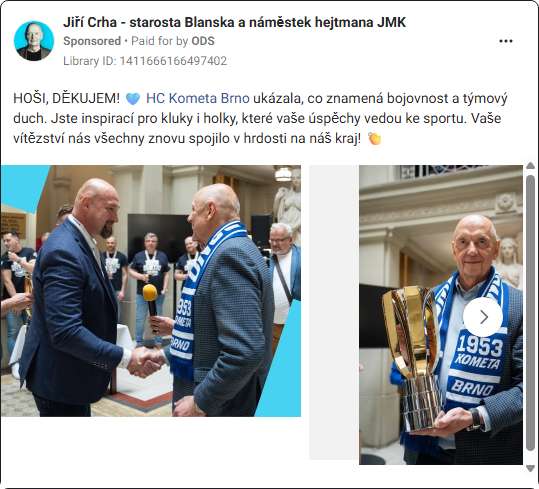 Jiří Crha - starosta Blanska a náměstek hejtmana JMK
Sponsored • Paid for by ODS
Library ID: 1411666166497402
HOŠI, DĚKUJEM! 🩵 HC Kometa Brno ukázala, co znamená bojovnost a týmový
duch. Jste inspirací pro kluky i holky, které vaše úspěchy vedou ke sportu. Vaše
vítězství nás všechny znovu spojilo v hrdosti na náš kraj! 👏
1953
BRNO
1953
KOMETA
BRNO